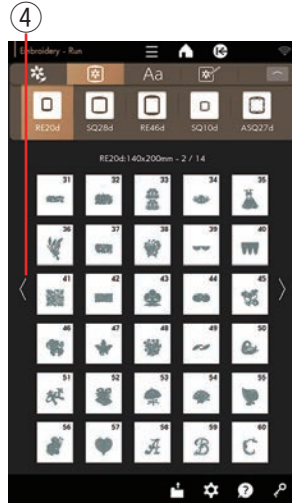 ④
Embroidery - Run
Aa
RE20d SQ28d RE46d SQ10d ASQ27d
RE20d:140x200mm - 2 / 14
31 32 33 34 35
36 37 38 39 40
41 42 43 44 45
46 47 48 49 50
51 52 53 54 55
56 57 58 59 60
A B C
?